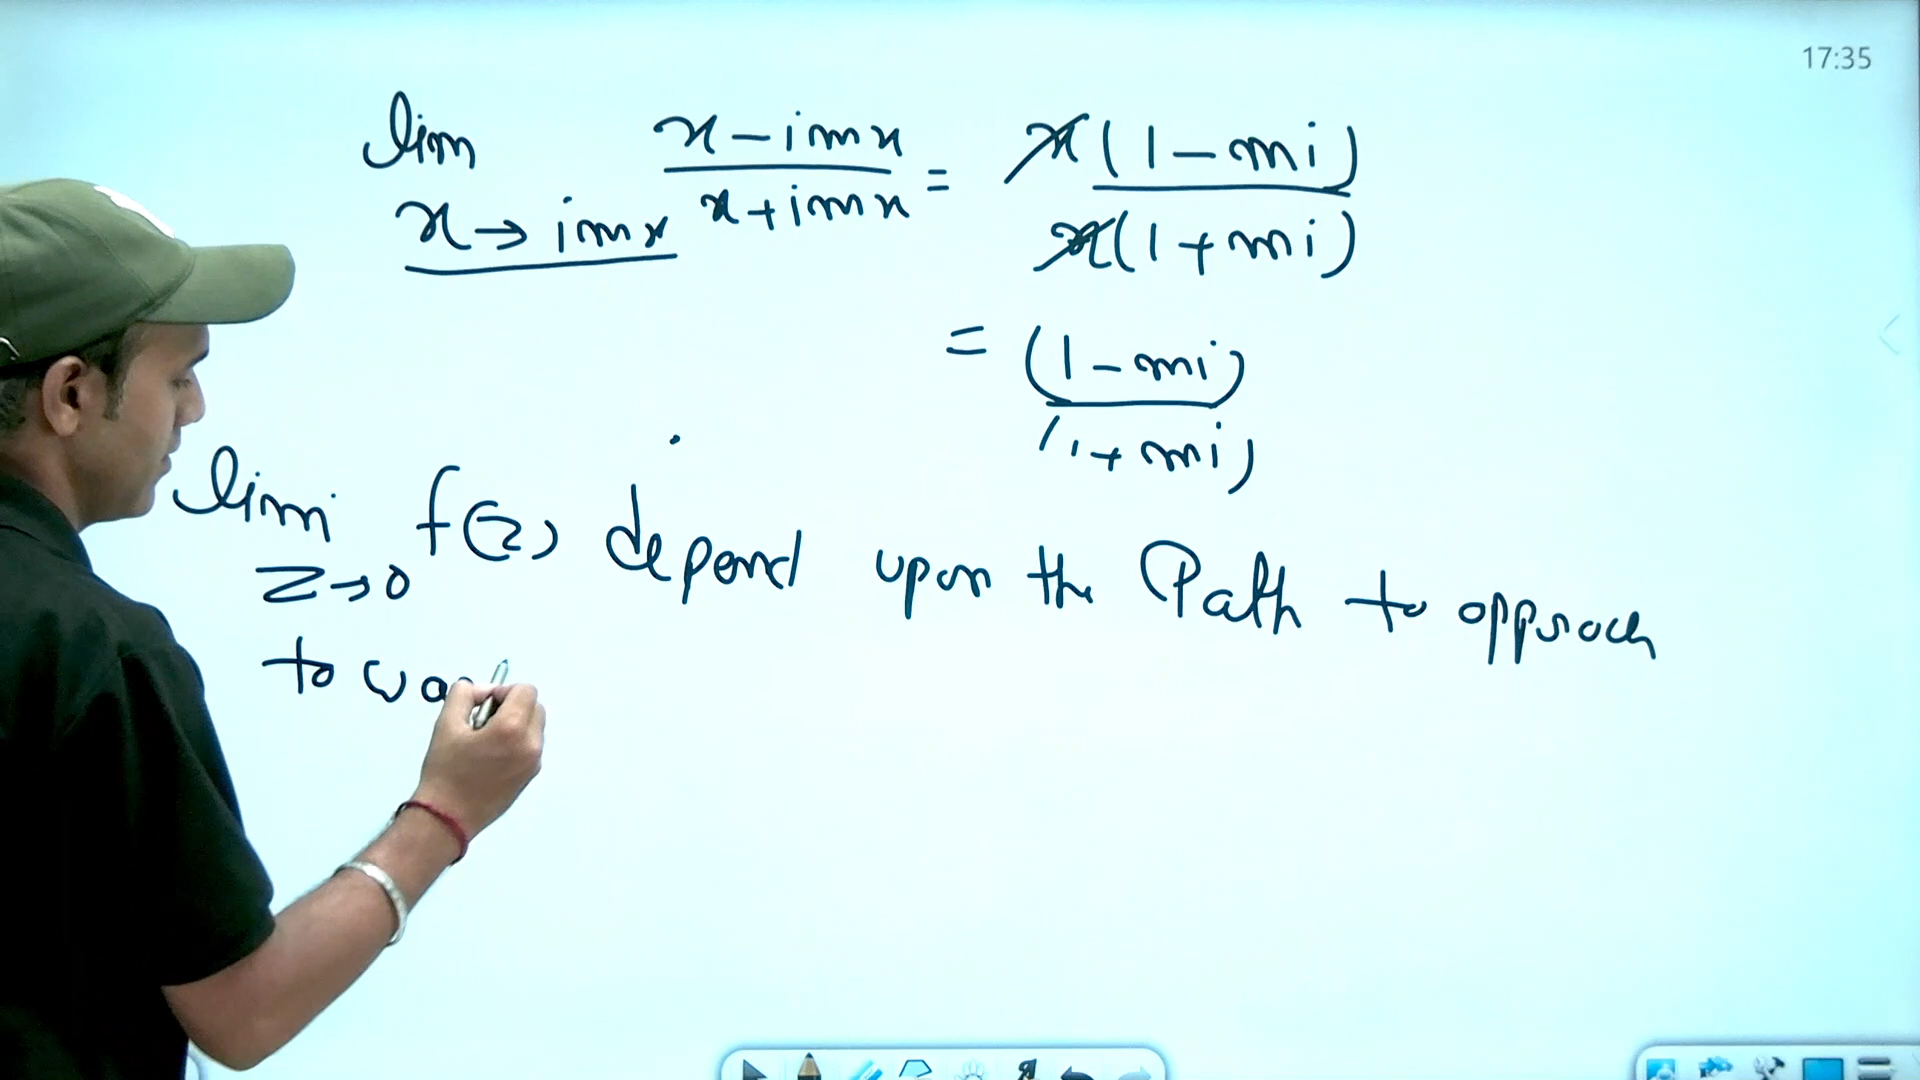 17:35
lim x→imx x-imx / x+imx = x(1-mi) / x(1+mi)
= (1-mi) / (1+mi)
lim z→0 f(z) depend upon the Path to approach
towa